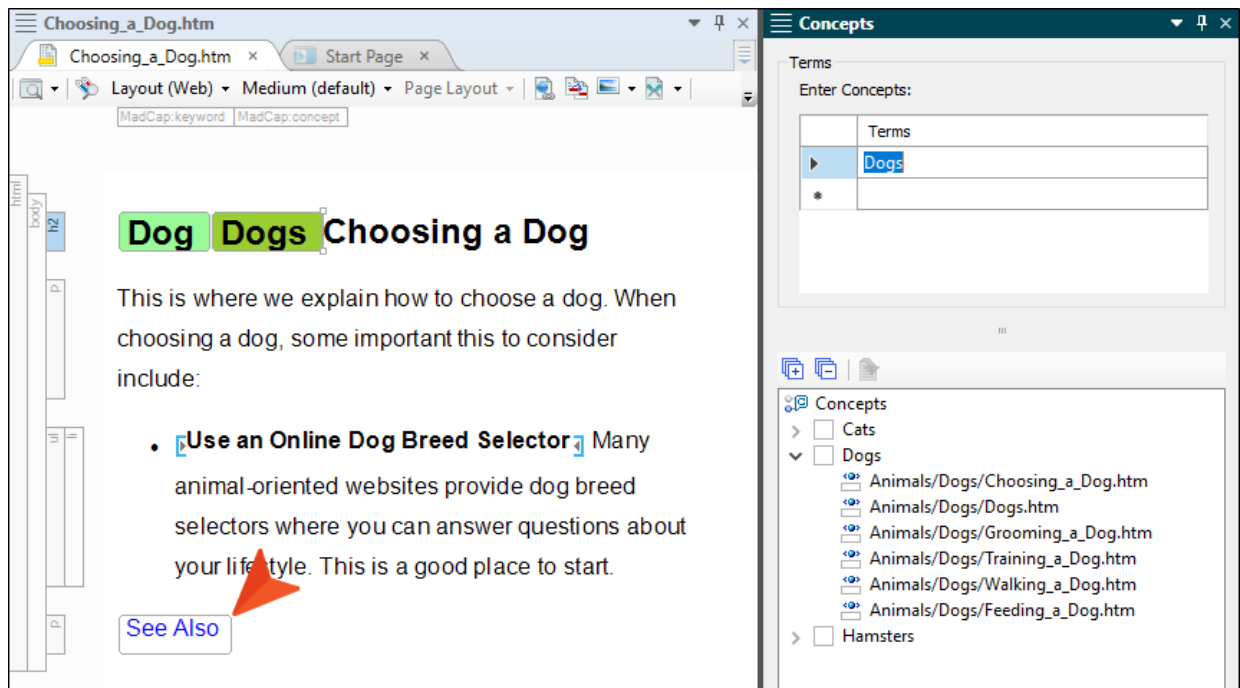 Choosing_a_Dog.htm
Choosing_a_Dog.htm
Start Page
Layout (Web)
Medium (default)
Page Layout
MadCap:keyword
MadCap:concept
html
body
h2
Dog
Dogs
Choosing a Dog
p
This is where we explain how to choose a dog. When
choosing a dog, some important this to consider
include:
ul
li
• Use an Online Dog Breed Selector Many
animal-oriented websites provide dog breed
selectors where you can answer questions about
your lifestyle. This is a good place to start.
p
See Also
Concepts
Terms
Enter Concepts:
Terms
Dogs
Concepts
Cats
Dogs
Animals/Dogs/Choosing_a_Dog.htm
Animals/Dogs/Dogs.htm
Animals/Dogs/Grooming_a_Dog.htm
Animals/Dogs/Training_a_Dog.htm
Animals/Dogs/Walking_a_Dog.htm
Animals/Dogs/Feeding_a_Dog.htm
Hamsters